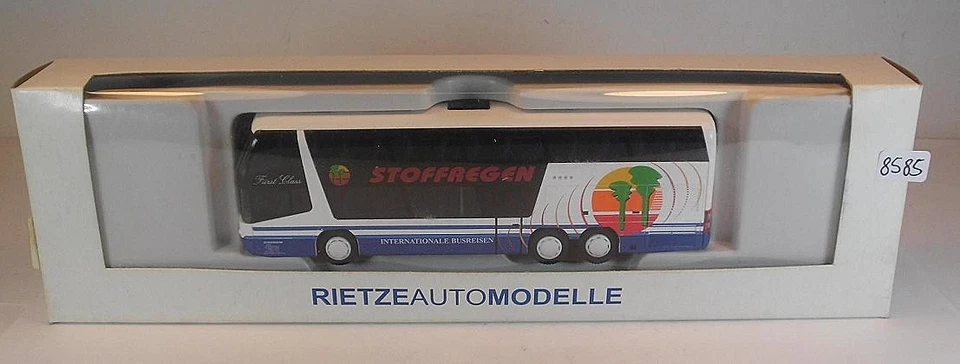 STOFFREGEN
First Class
8585
INTERNATIONALE BUSREISEN
RIETZEAUTOMODELLE